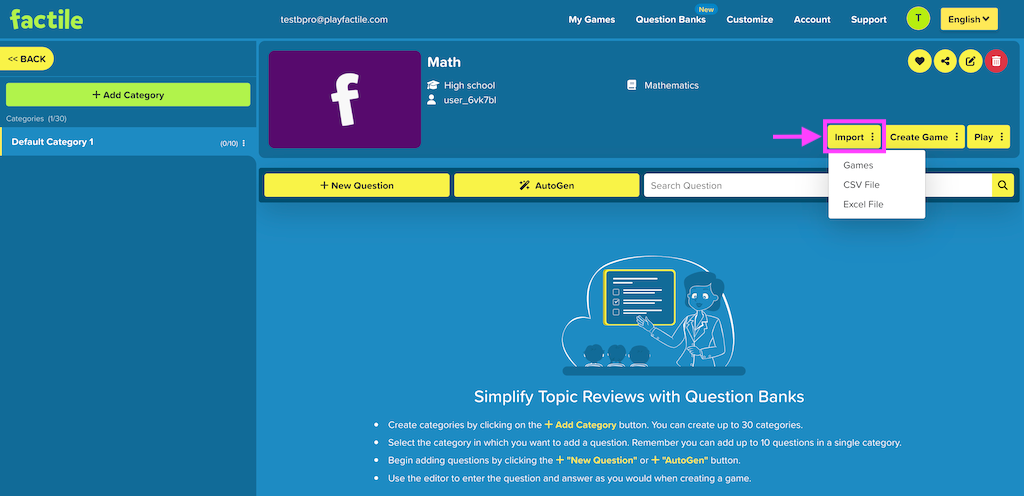 factile
testbpro@playfactile.com
My Games
Question Banks
New
Customize
Account
Support
T
English
<< BACK
+ Add Category
Categories (1/30)
Default Category 1
(0/10)
f
Math
High school
user_6vk7bl
Mathematics
Import
Create Game
Play
Games
CSV File
Excel File
+ New Question
AutoGen
Search Question
Simplify Topic Reviews with Question Banks
• Create categories by clicking on the + Add Category button. You can create up to 30 categories.
• Select the category in which you want to add a question. Remember you can add up to 10 questions in a single category.
• Begin adding questions by clicking the + "New Question" or + "AutoGen" button.
• Use the editor to enter the question and answer as you would when creating a game.